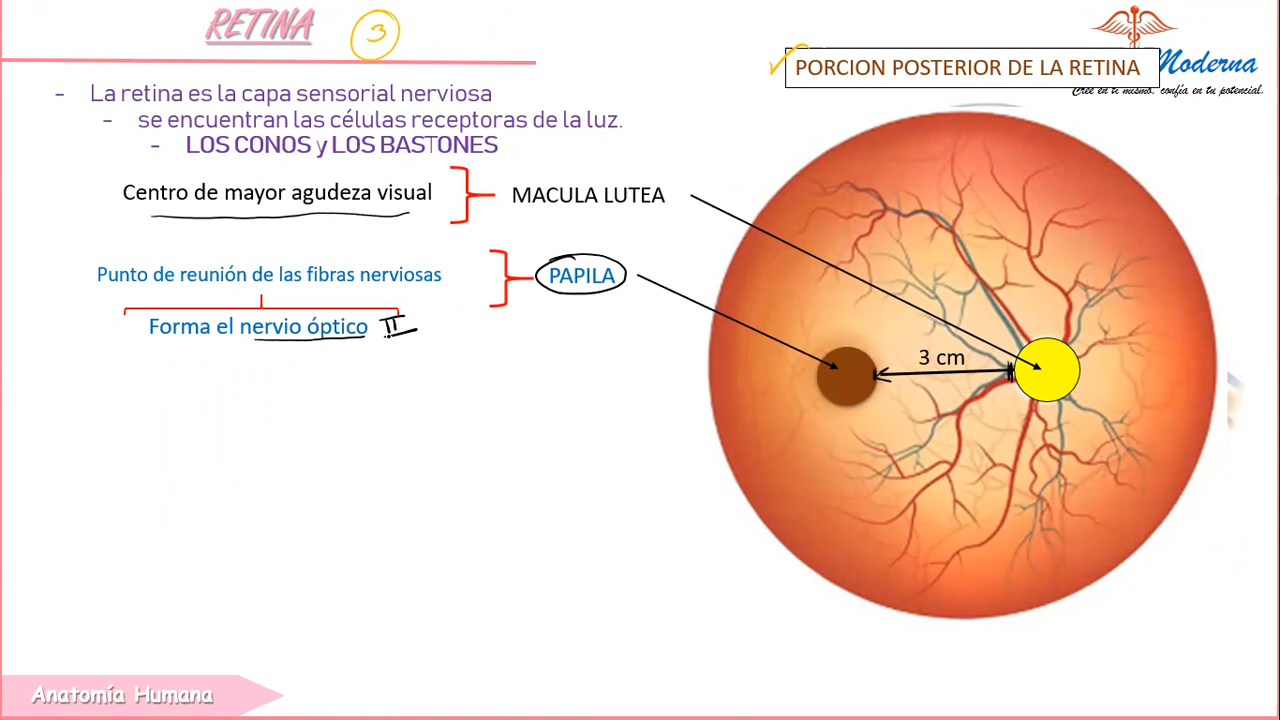 RETINA
3
PORCION POSTERIOR DE LA RETINA
Moderna
Cree en ti mismo, confía en tu potencial.
- La retina es la capa sensorial nerviosa
- se encuentran las células receptoras de la luz.
- LOS CONOS y LOS BASTONES
Centro de mayor agudeza visual
MACULA LUTEA
Punto de reunión de las fibras nerviosas
PAPILA
Forma el nervio óptico II
3 cm
Anatomía Humana